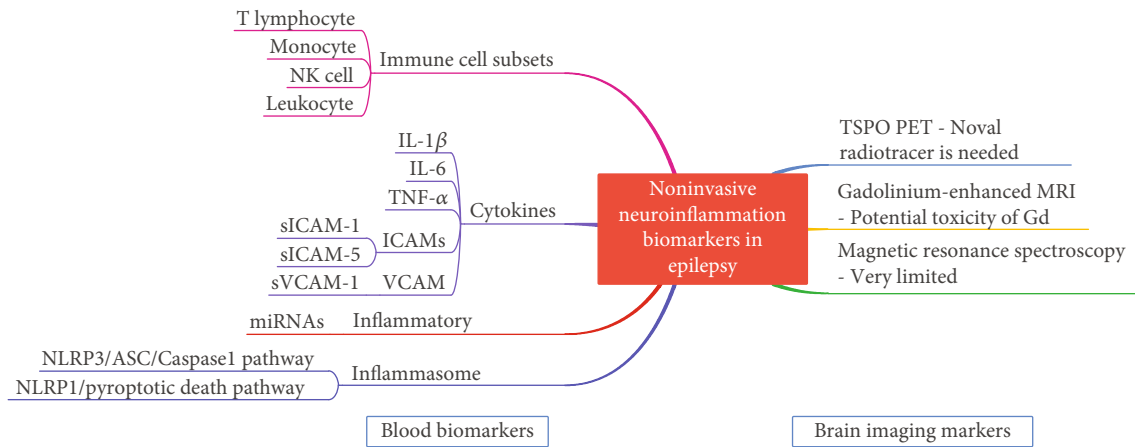 T lymphocyte
Monocyte
NK cell
Leukocyte
Immune cell subsets
IL-1β
IL-6
TNF-α
sICAM-1
sICAM-5
ICAMs
sVCAM-1
VCAM
Cytokines
miRNAs
Inflammatory
NLRP3/ASC/Caspase1 pathway
NLRP1/pyroptotic death pathway
Inflammasome
Noninvasive
neuroinflammation
biomarkers in
epilepsy
TSPO PET - Noval
radiotracer is needed
Gadolinium-enhanced MRI
- Potential toxicity of Gd
Magnetic resonance spectroscopy
- Very limited
Blood biomarkers
Brain imaging markers